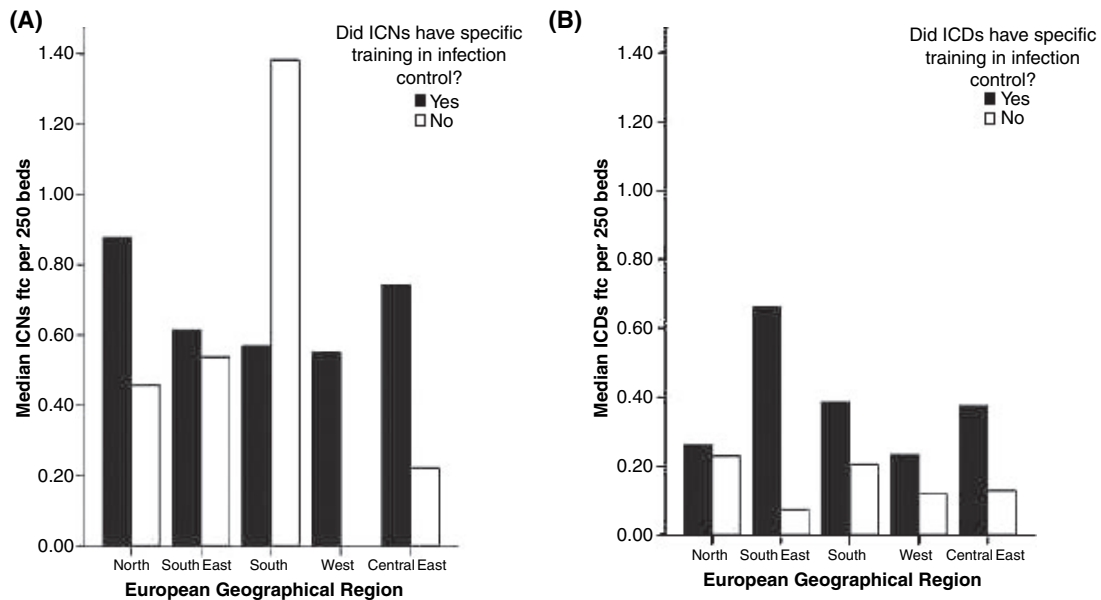 (A)
Did ICNs have specific
training in infection
control?
Yes
No
Median ICNs ftc per 250 beds
1.40
1.20
1.00
0.80
0.60
0.40
0.20
0.00
North South East South West Central East
European Geographical Region
(B)
Did ICDs have specific
training in infection
control?
Yes
No
Median ICDs ftc per 250 beds
1.40
1.20
1.00
0.80
0.60
0.40
0.20
0.00
North South East South West Central East
European Geographical Region